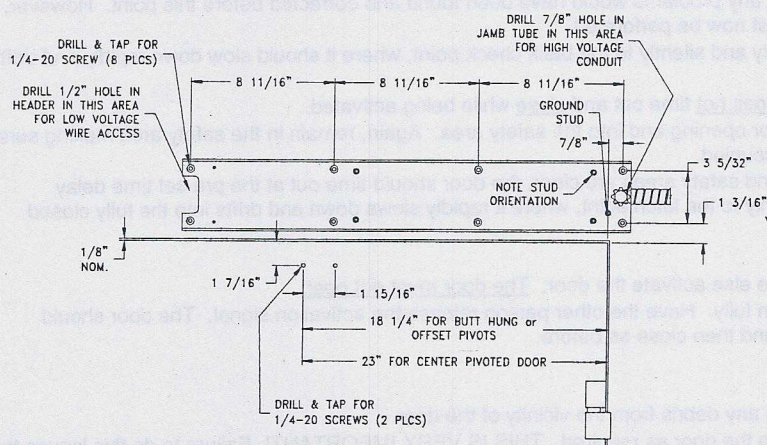 DRILL 7/8" HOLE IN
JAMB TUBE IN THIS AREA
FOR HIGH VOLTAGE
CONDUIT
DRILL & TAP FOR
1/4-20 SCREW (8 PLCS)
8 11/16"
8 11/16"
8 11/16"
DRILL 1/2" HOLE IN
HEADER IN THIS AREA
FOR LOW VOLTAGE
WIRE ACCESS
GROUND
STUD
7/8"
3 5/32"
NOTE STUD
ORIENTATION
1 3/16"
1/8"
NOM.
1 7/16"
1 15/16"
18 1/4" FOR BUTT HUNG or
OFFSET PIVOTS
23" FOR CENTER PIVOTED DOOR
DRILL & TAP FOR
1/4-20 SCREWS (2 PLCS)